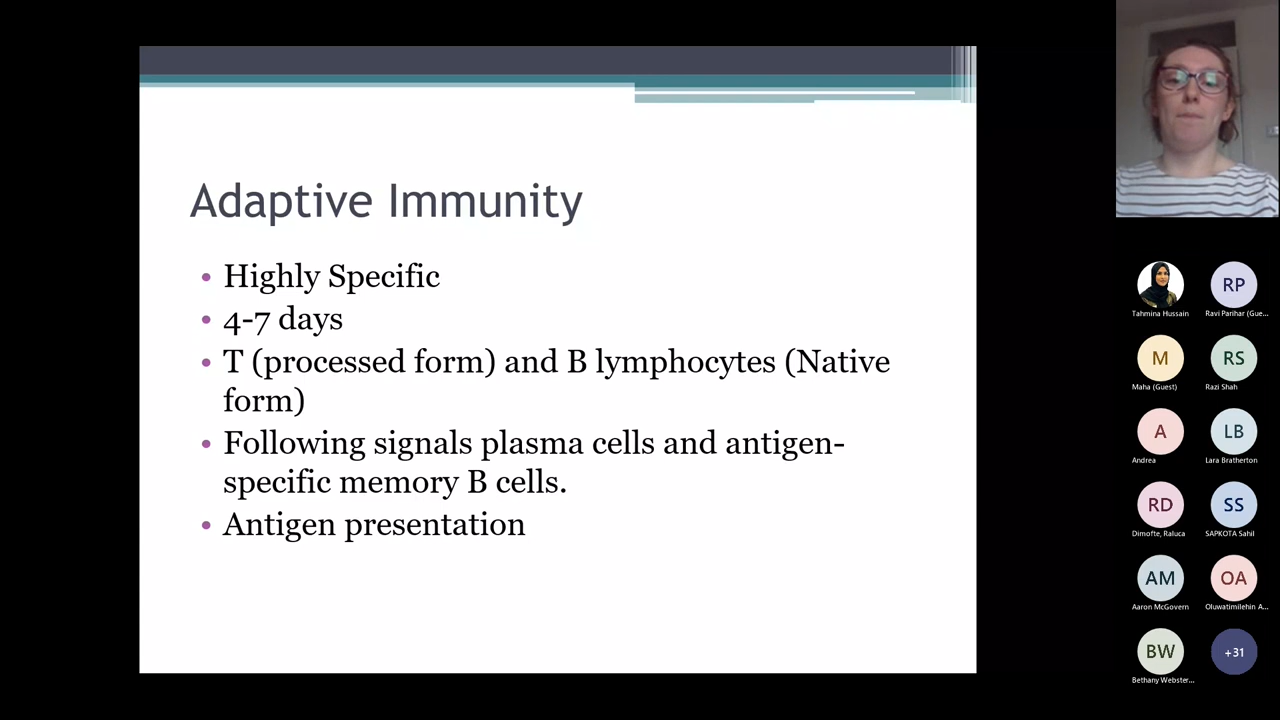 Adaptive Immunity
• Highly Specific
• 4-7 days
• T (processed form) and B lymphocytes (Native
form)
• Following signals plasma cells and antigen-
specific memory B cells.
• Antigen presentation
Tahmina Hussain
RP
Ravi Parihar (Gue...
M
Maha (Guest)
RS
Razi Shah
A
Andrea
LB
Lara Bratherton
RD
Dimofte, Raluca
SS
SAPKOTA Sahil
AM
Aaron McGovern
OA
Oluwatimilehin A...
BW
Bethany Webster...
+31